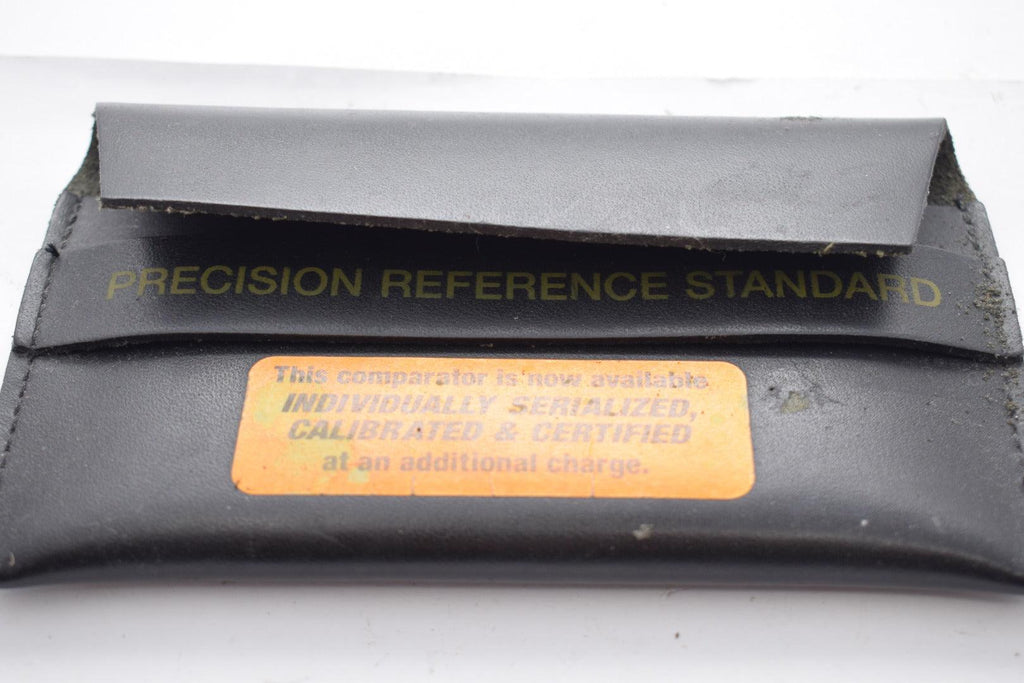 PRECISION REFERENCE STANDARD
This comparator is now available
INDIVIDUALLY SERIALIZED,
CALIBRATED & CERTIFIED
at an additional charge.